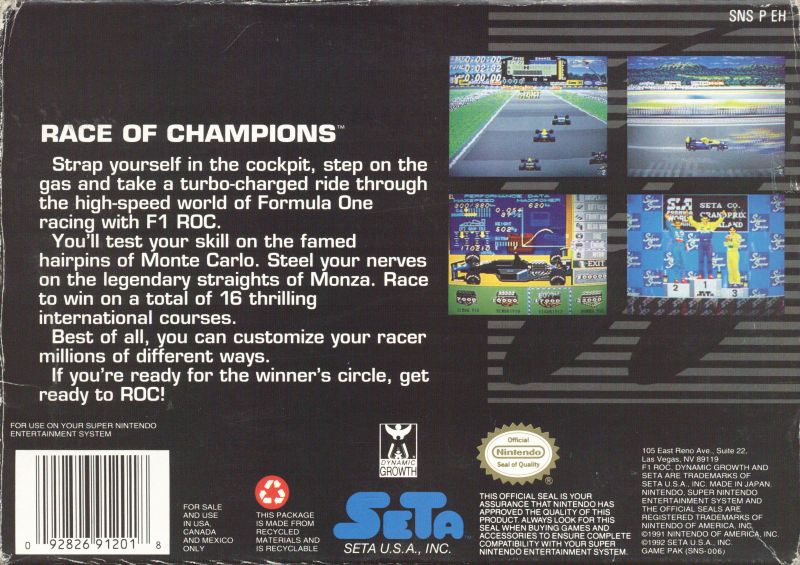 SNS P EH
RACE OF CHAMPIONS™
Strap yourself in the cockpit, step on the
gas and take a turbo-charged ride through
the high-speed world of Formula One
racing with F1 ROC.
You'll test your skill on the famed
hairpins of Monte Carlo. Steel your nerves
on the legendary straights of Monza. Race
to win on a total of 16 thrilling
international courses.
Best of all, you can customize your racer
millions of different ways.
If you're ready for the winner's circle, get
ready to ROC!
PERFORMANCE DATA
EXIT
SETA CO.
GRANDPRIX
2 1 3
FOR USE ON YOUR SUPER NINTENDO
ENTERTAINMENT SYSTEM
0 92826 91201 8
FOR SALE
AND USE
IN USA,
CANADA
AND MEXICO
ONLY
THIS PACKAGE
IS MADE FROM
RECYCLED
MATERIALS AND
IS RECYCLABLE
DYNAMIC
GROWTH
SETA
SETA U.S.A., INC.
Official
Nintendo
Seal of Quality
®
THIS OFFICIAL SEAL IS YOUR
ASSURANCE THAT NINTENDO HAS
APPROVED THE QUALITY OF THIS
PRODUCT. ALWAYS LOOK FOR THIS
SEAL WHEN BUYING GAMES AND
ACCESSORIES TO ENSURE COMPLETE
COMPATIBILITY WITH YOUR SUPER
NINTENDO ENTERTAINMENT SYSTEM.
105 East Reno Ave., Suite 22,
Las Vegas, NV 89119
F1 ROC, DYNAMIC GROWTH AND
SETA ARE TRADEMARKS OF
SETA U.S.A., INC. MADE IN JAPAN.
NINTENDO, SUPER NINTENDO
ENTERTAINMENT SYSTEM AND
THE OFFICIAL SEALS ARE
REGISTERED TRADEMARKS OF
NINTENDO OF AMERICA, INC.
©1991 NINTENDO OF AMERICA, INC.
©1992 SETA U.S.A., INC.
GAME PAK (SNS-006)